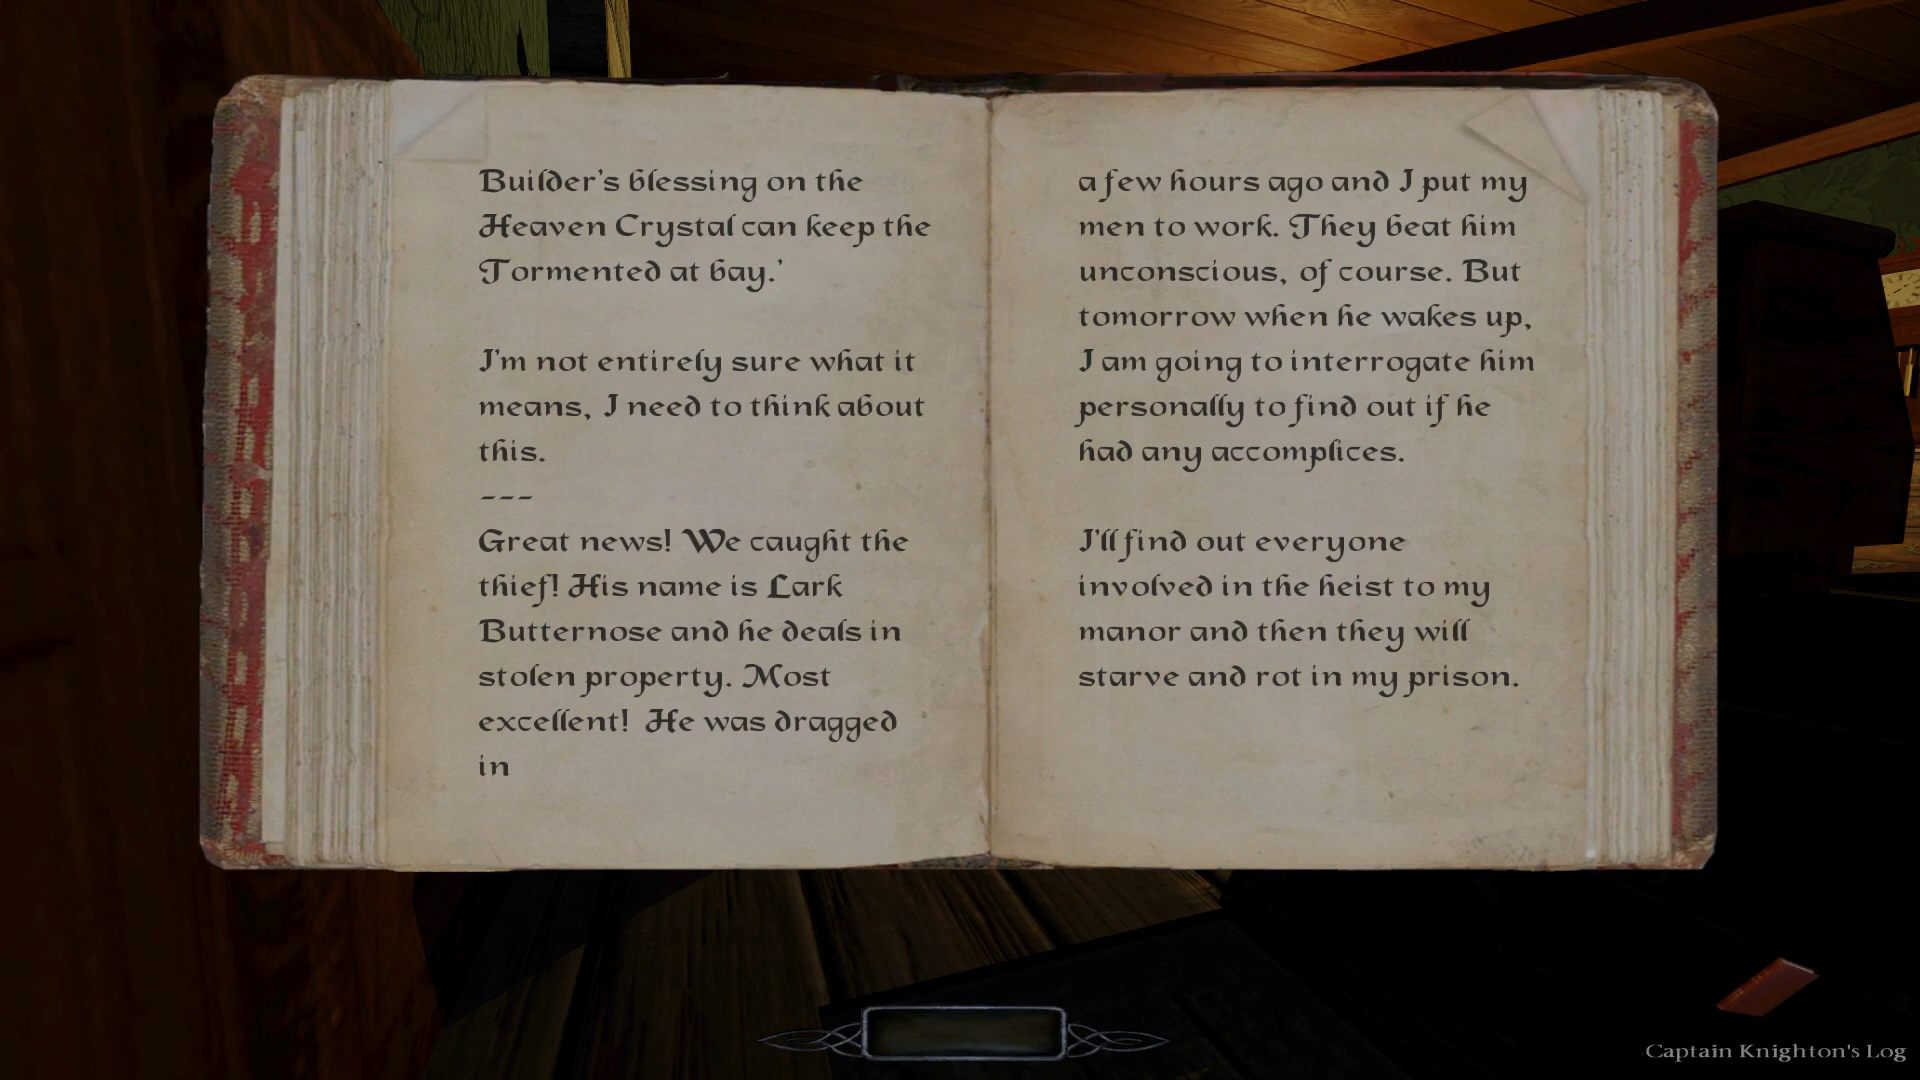 Builder's blessing on the
Heaven Crystal can keep the
Tormented at bay.'
I'm not entirely sure what it
means, I need to think about
this.
---
Great news! We caught the
thief! His name is Lark
Butternose and he deals in
stolen property. Most
excellent! He was dragged
in
a few hours ago and I put my
men to work. They beat him
unconscious, of course. But
tomorrow when he wakes up,
I am going to interrogate him
personally to find out if he
had any accomplices.
I'll find out everyone
involved in the heist to my
manor and then they will
starve and rot in my prison.
Captain Knighton's Log